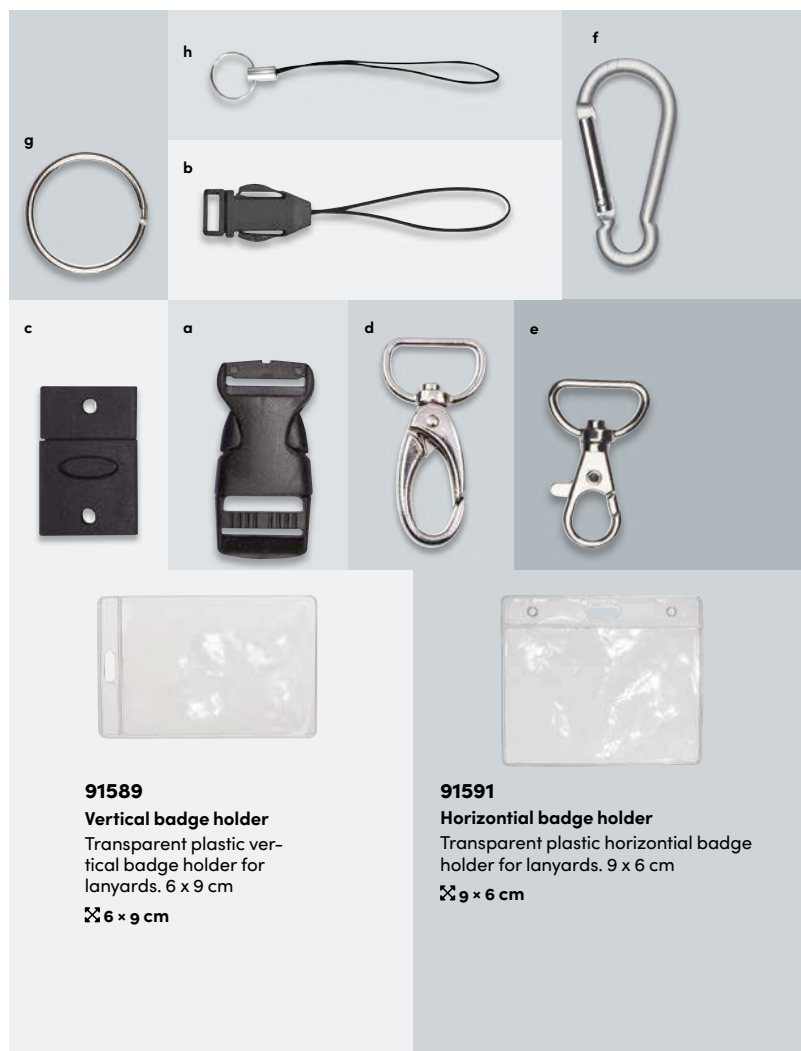 h
f
g
b
c
a
d
e
91589
Vertical badge holder
Transparent plastic ver-
tical badge holder for
lanyards. 6 x 9 cm
6 × 9 cm
91591
Horizontial badge holder
Transparent plastic horizontial badge
holder for lanyards. 9 x 6 cm
9 × 6 cm